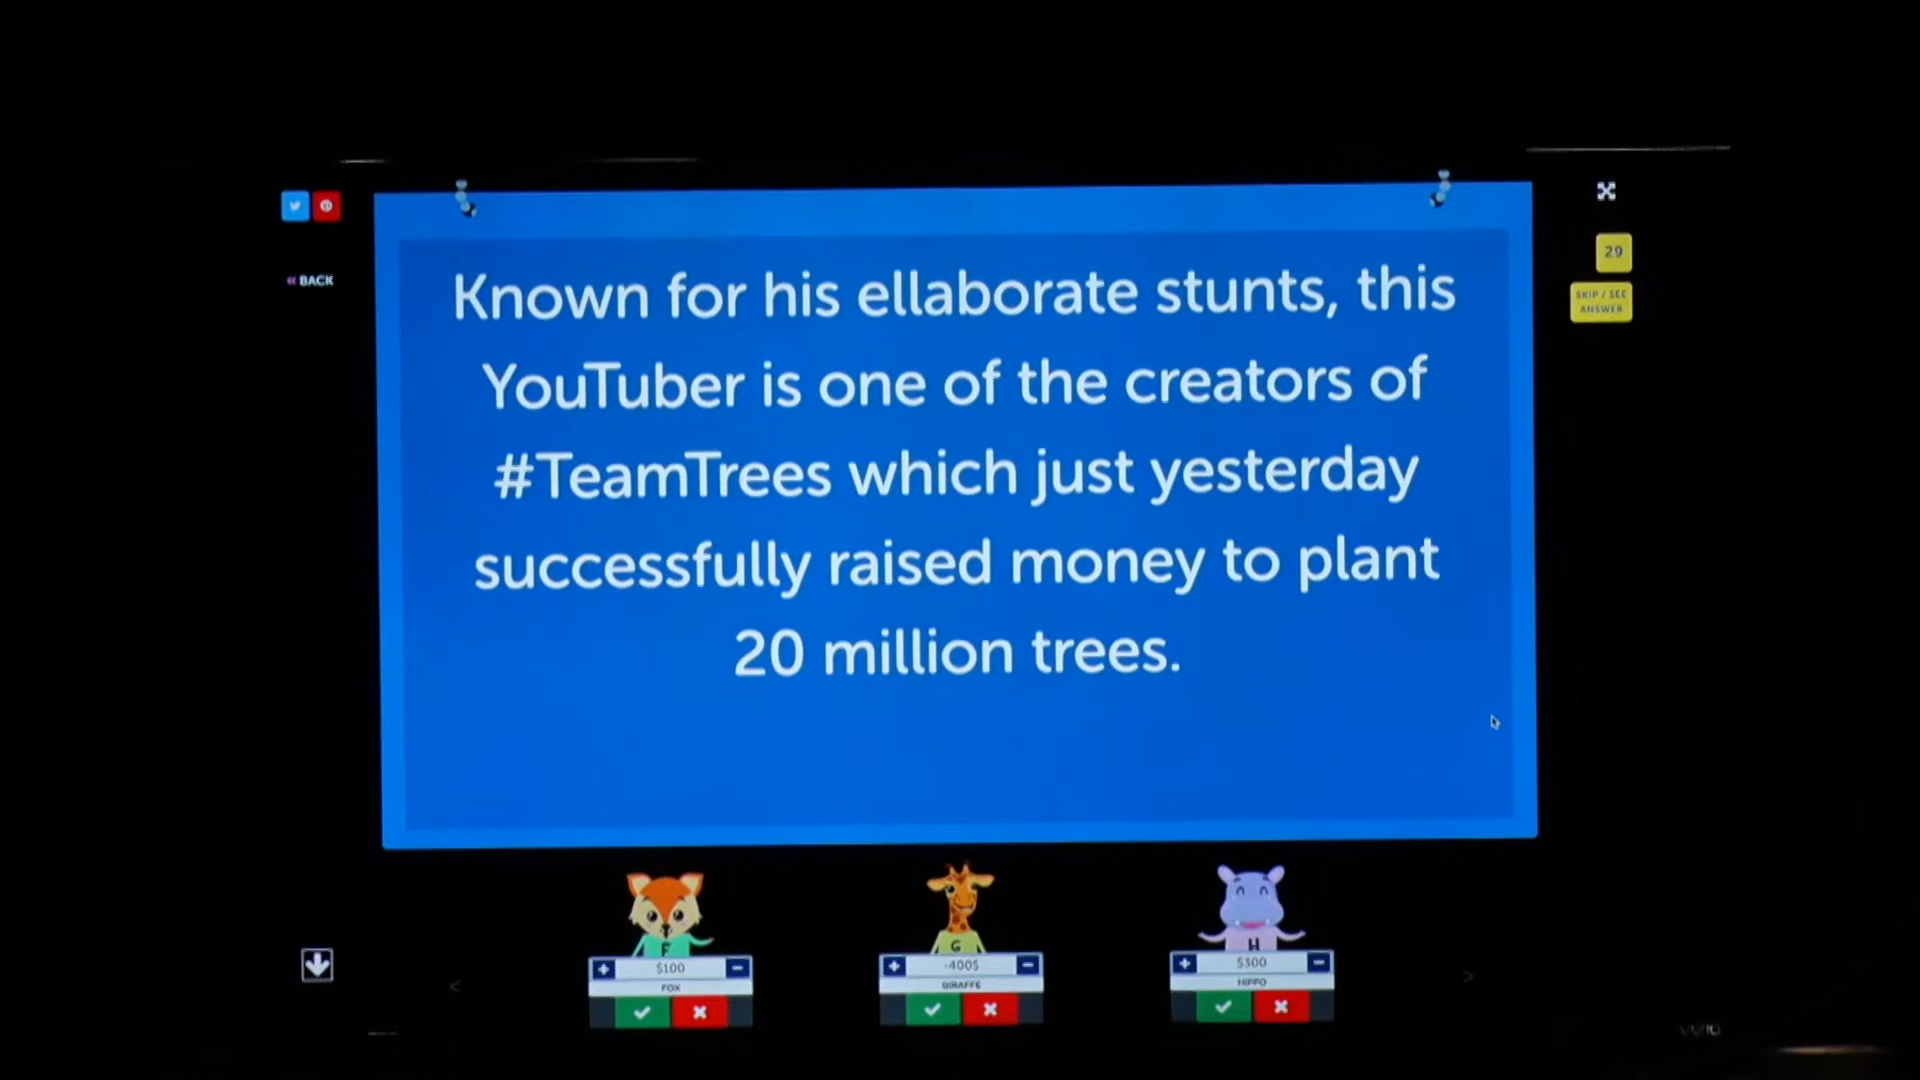 « BACK
29
SKIP / SEE
ANSWER
Known for his ellaborate stunts, this
YouTuber is one of the creators of
#TeamTrees which just yesterday
successfully raised money to plant
20 million trees.
F
G
H
$100
-400$
$300
FOX
GIRAFFE
HIPPO
VIZIO